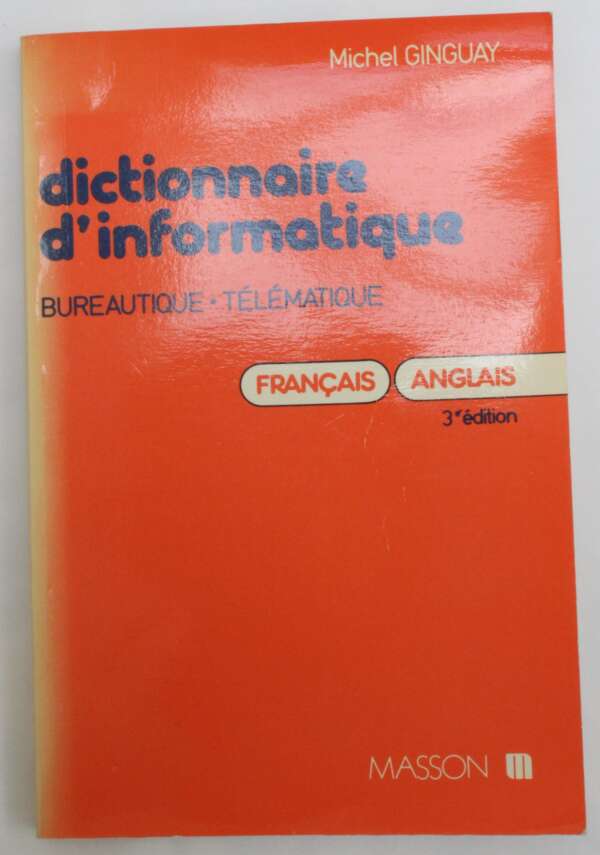 Michel GINGUAY
dictionnaire
d'informatique
BUREAUTIQUE • TÉLÉMATIQUE
FRANÇAIS ANGLAIS
3e édition
MASSON m